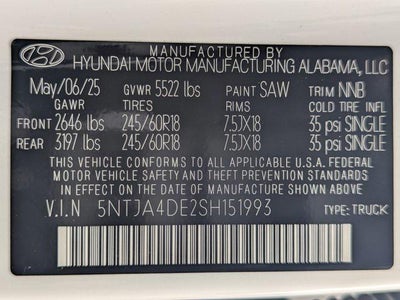 MANUFACTURED BY
HYUNDAI MOTOR MANUFACTURING ALABAMA, LLC
May/06/25 GVWR 5522 lbs PAINT SAW TRIM NNB
GAWR TIRES RIMS COLD TIRE INFL
FRONT 2646 lbs 245/60R18 7.5JX18 35 psi SINGLE
REAR 3197 lbs 245/60R18 7.5JX18 35 psi SINGLE
THIS VEHICLE CONFORMS TO ALL APPLICABLE U.S.A FEDERAL
MOTOR VEHICLE SAFETY AND THEFT PREVENTION STANDARDS
IN EFFECT ON THE DATE OF MANUFACTURE SHOWN ABOVE.
V.I.N 5NTJA4DE2SH151993 TYPE: TRUCK